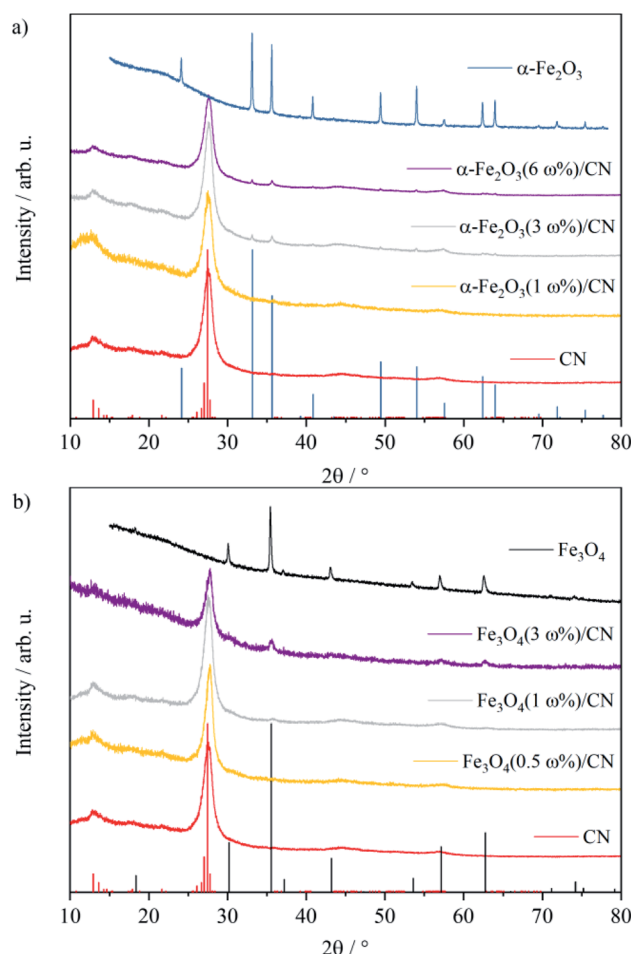 a)
Intensity / arb. u.
α-Fe₂O₃
α-Fe₂O₃(6 ω%)/CN
α-Fe₂O₃(3 ω%)/CN
α-Fe₂O₃(1 ω%)/CN
CN
10 20 30 40 50 60 70 80
2θ / °
b)
Intensity / arb. u.
Fe₃O₄
Fe₃O₄(3 ω%)/CN
Fe₃O₄(1 ω%)/CN
Fe₃O₄(0.5 ω%)/CN
CN
10 20 30 40 50 60 70 80
2θ / °